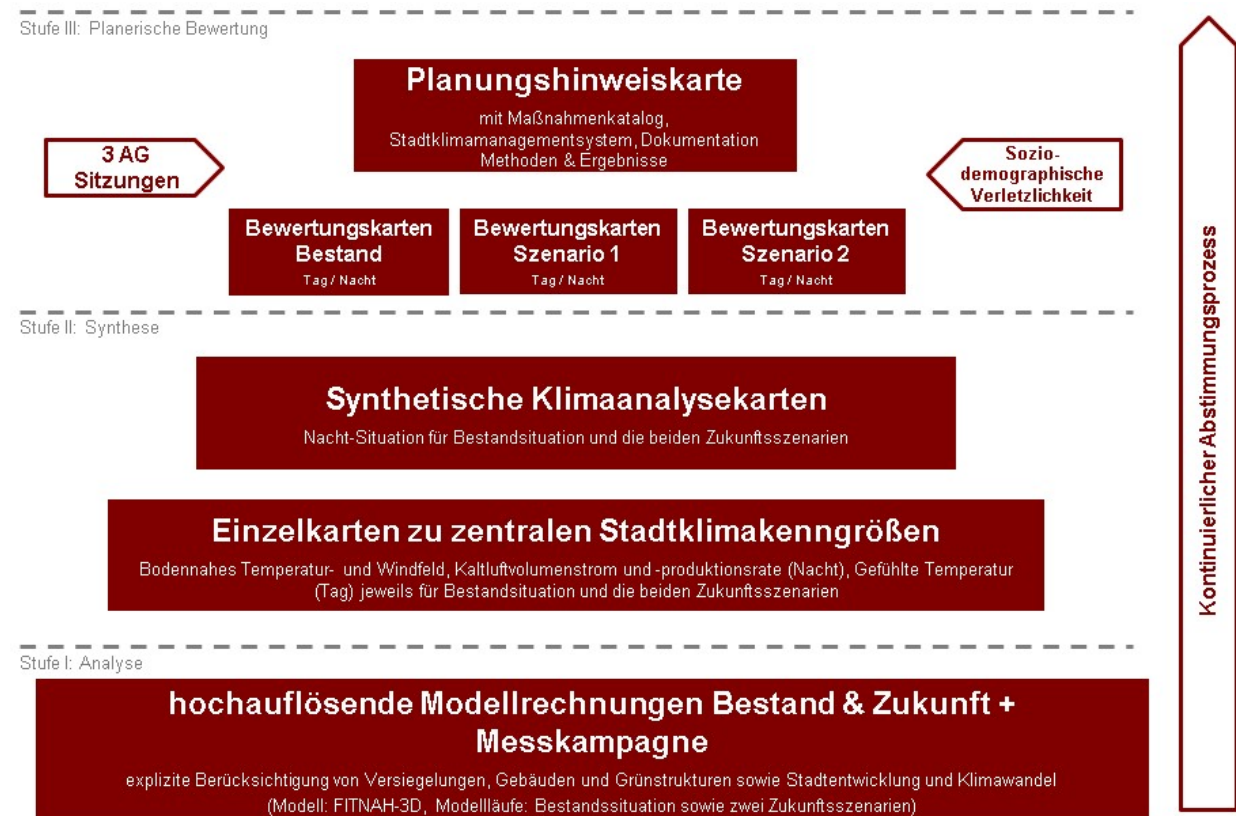 Stufe III: Planerische Bewertung
Planungshinweiskarte
mit Maßnahmenkatalog,
Stadtklimamanagementsystem, Dokumentation
Methoden & Ergebnisse
3 AG
Sitzungen
Sozio-
demographische
Verletzlichkeit
Bewertungskarten
Bestand
Tag / Nacht
Bewertungskarten
Szenario 1
Tag / Nacht
Bewertungskarten
Szenario 2
Tag / Nacht
Stufe II: Synthese
Synthetische Klimaanalysekarten
Nacht-Situation für Bestandsituation und die beiden Zukunftsszenarien
Einzelkarten zu zentralen Stadtklimakenngrößen
Bodennahes Temperatur- und Windfeld, Kaltluftvolumenstrom und -produktionsrate (Nacht), Gefühlte Temperatur
(Tag) jeweils für Bestandsituation und die beiden Zukunftsszenarien
Stufe I: Analyse
hochauflösende Modellrechnungen Bestand & Zukunft +
Messkampagne
explizite Berücksichtigung von Versiegelungen, Gebäuden und Grünstrukturen sowie Stadtentwicklung und Klimawandel
(Modell: FITNAH-3D, Modellläufe: Bestandssituation sowie zwei Zukunftsszenarien)
Kontinuierlicher Abstimmungsprozess